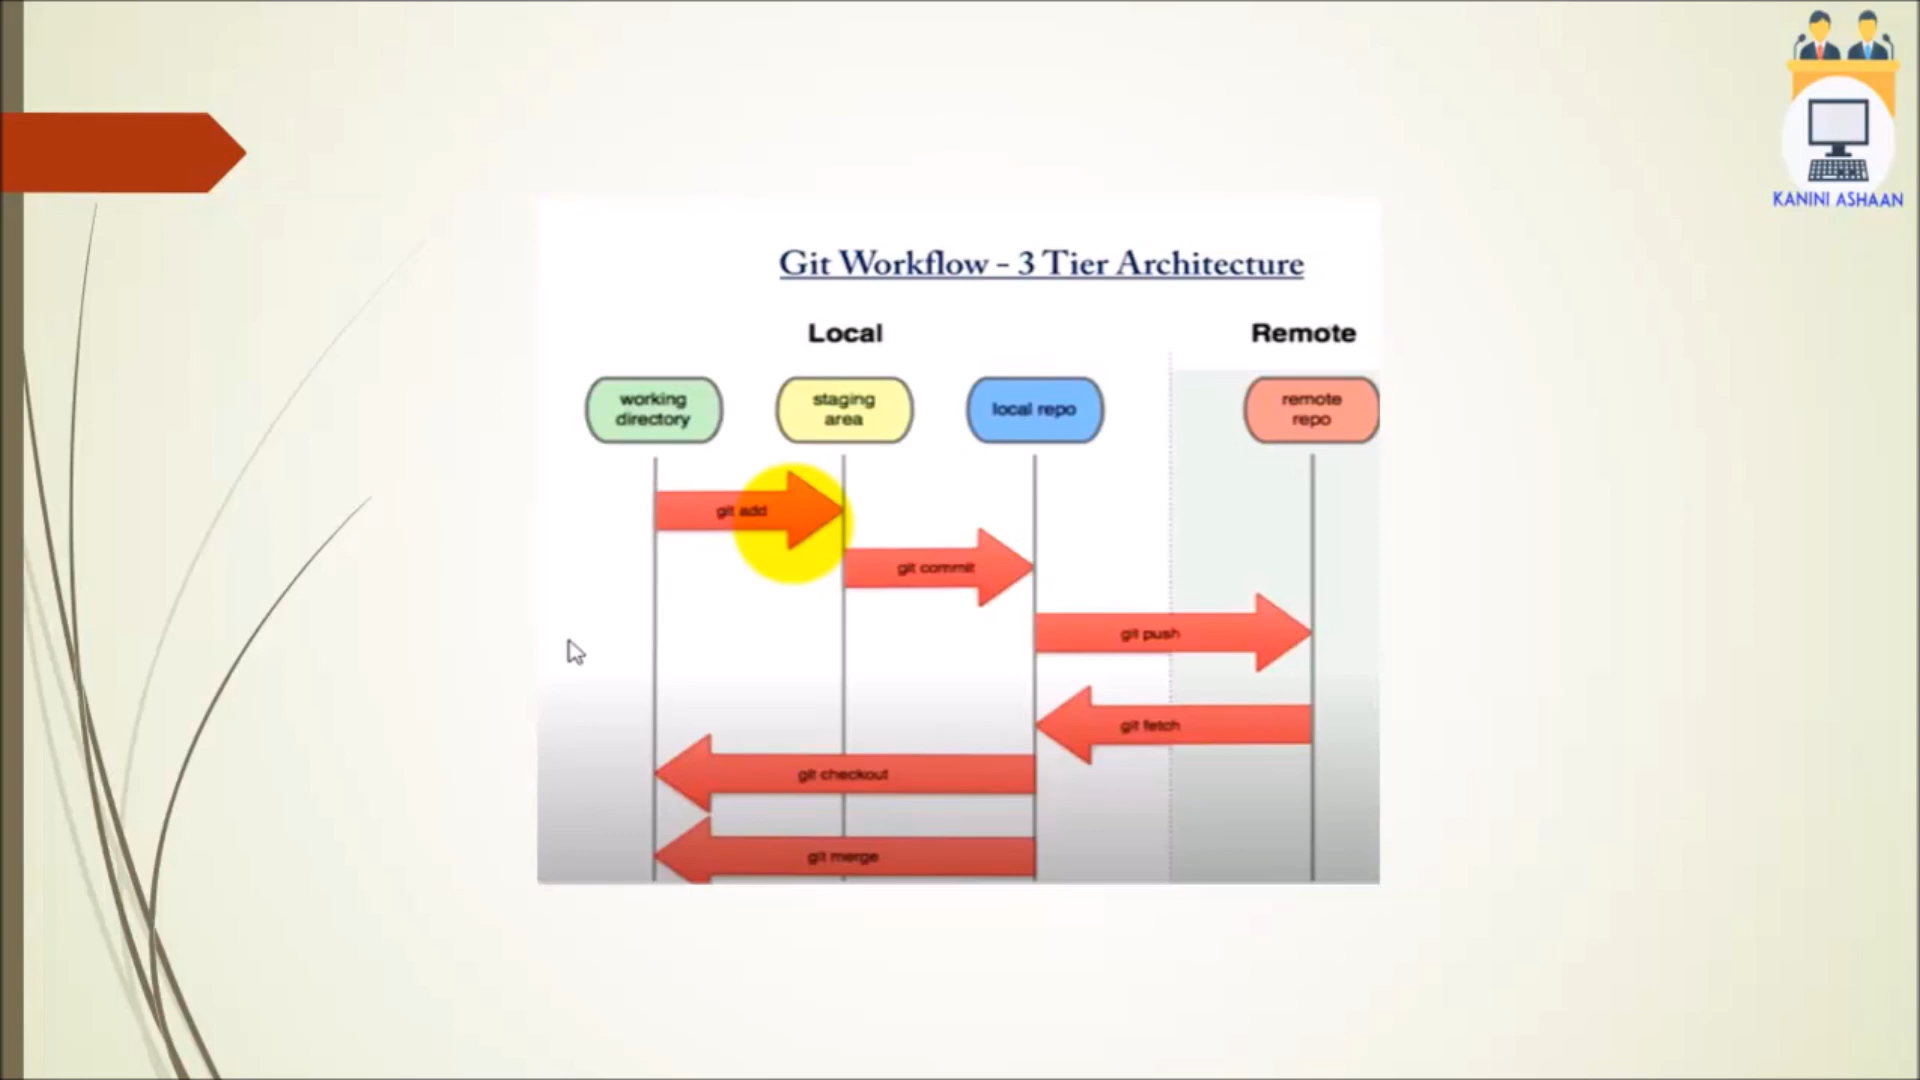 KANINI ASHAAN
Git Workflow - 3 Tier Architecture
Local
Remote
working
directory
staging
area
local repo
remote
repo
git add
git commit
git push
git fetch
git checkout
git merge